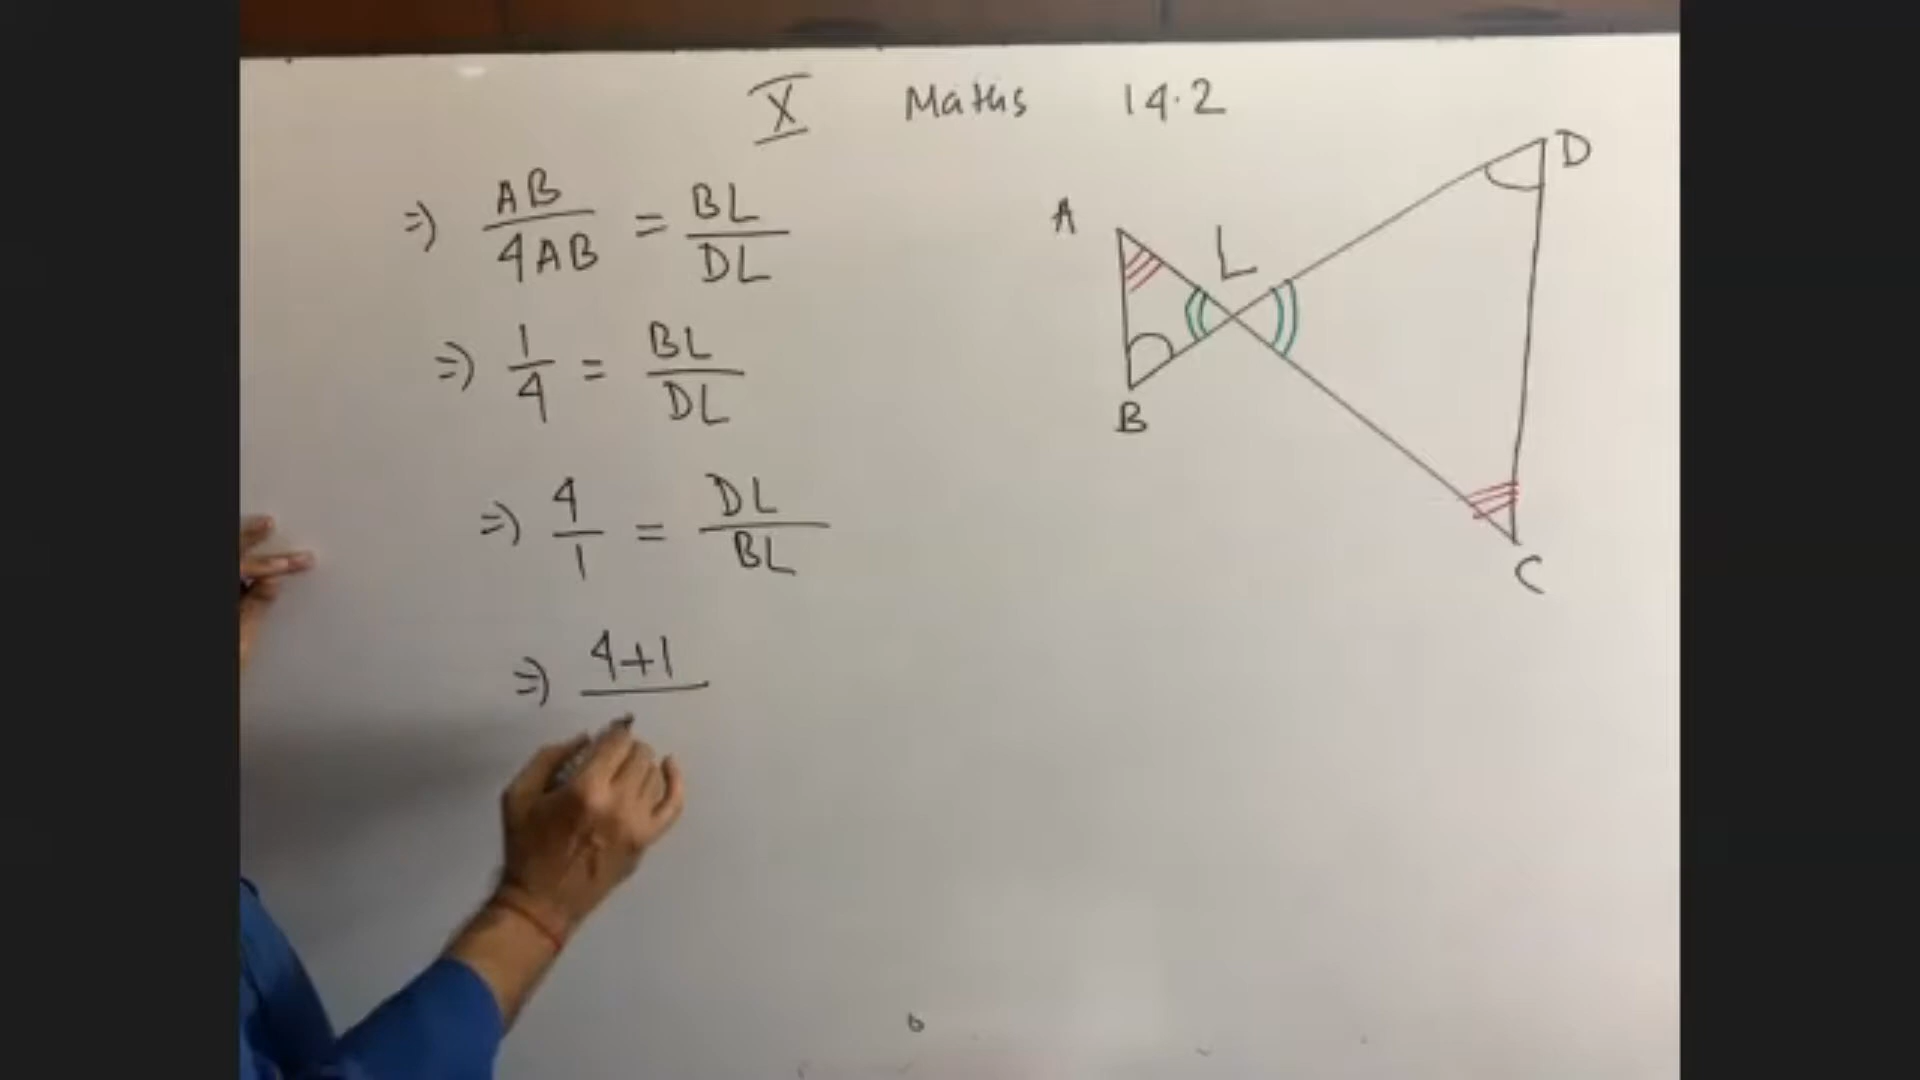 X Maths 14.2
⇒ AB/4AB = BL/DL
⇒ 1/4 = BL/DL
⇒ 4/1 = DL/BL
⇒ 4+1
A
B
L
D
C